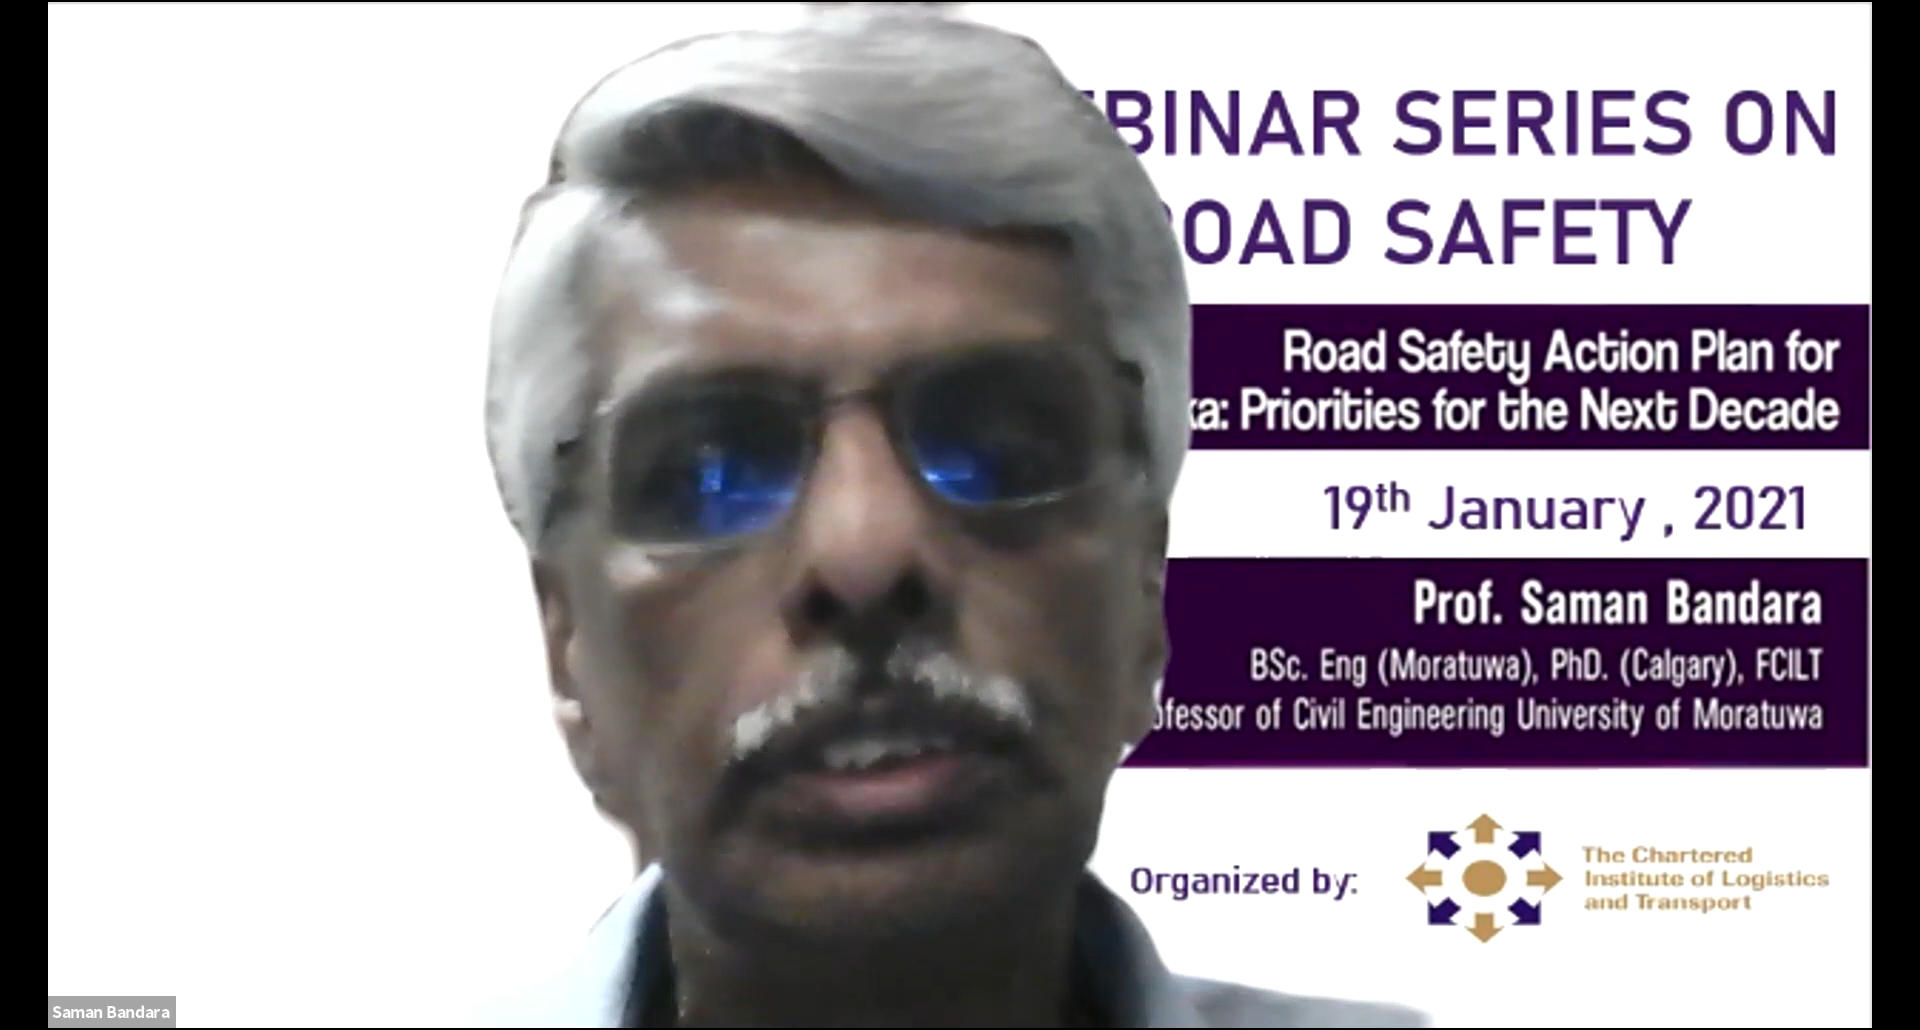 BINAR SERIES ON
OAD SAFETY
Road Safety Action Plan for
ka: Priorities for the Next Decade
19th January , 2021
Prof. Saman Bandara
BSc. Eng (Moratuwa), PhD. (Calgary), FCILT
ofessor of Civil Engineering University of Moratuwa
Organized by:
The Chartered
Institute of Logistics
and Transport
Saman Bandara